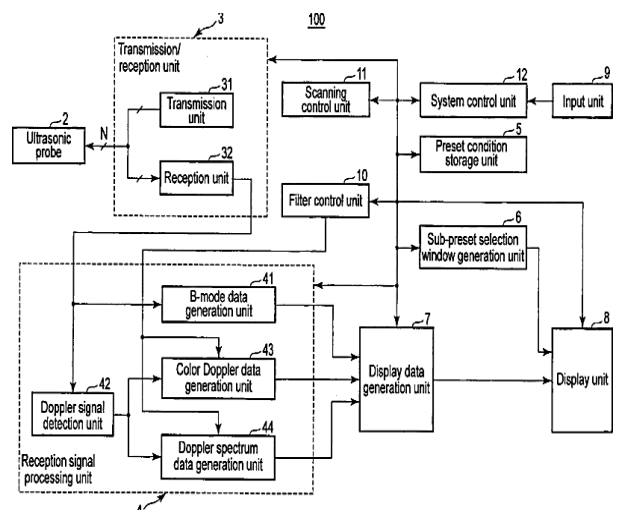 100
3
Transmission/
reception unit
31
Transmission
unit
2
Ultrasonic
probe
N
32
Reception unit
11
Scanning
control unit
12
System control unit
9
Input unit
5
Preset condition
storage unit
10
Filter control unit
6
Sub-preset selection
window generation unit
41
B-mode data
generation unit
43
Color Doppler data
generation unit
42
Doppler signal
detection unit
44
Doppler spectrum
data generation unit
Reception signal
processing unit
4
7
Display data
generation unit
8
Display unit